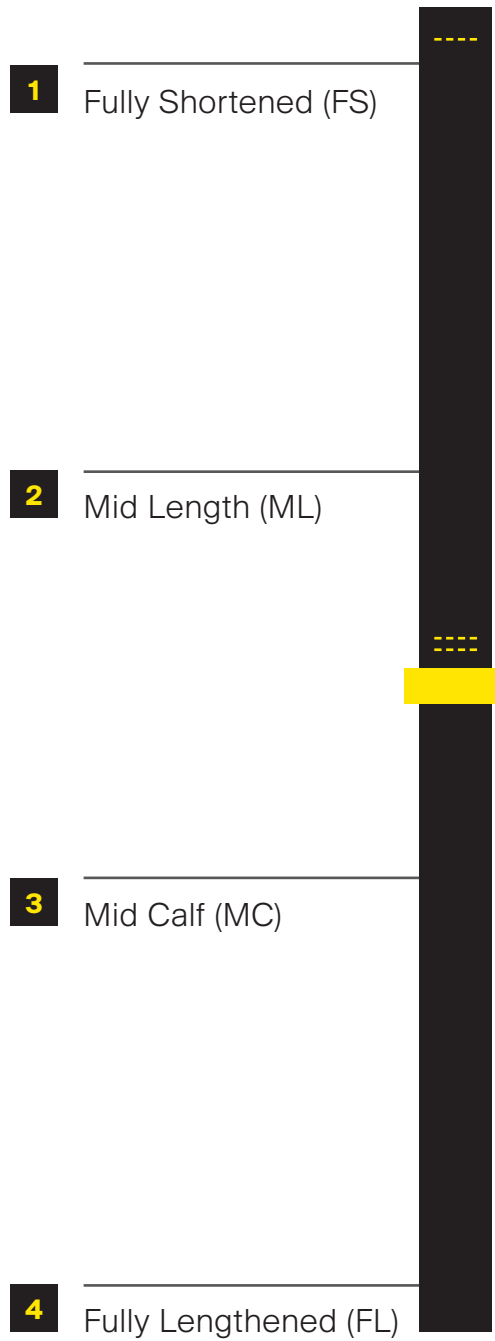 1
Fully Shortened (FS)
2
Mid Length (ML)
3
Mid Calf (MC)
4
Fully Lengthened (FL)